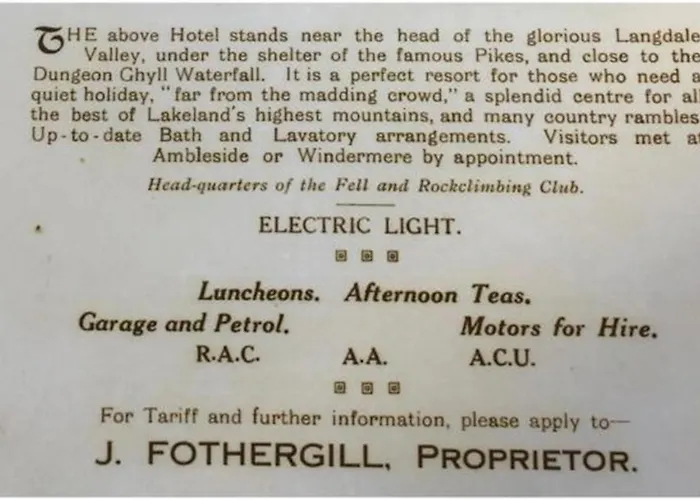 THE above Hotel stands near the head of the glorious Langdale
Valley, under the shelter of the famous Pikes, and close to the
Dungeon Ghyll Waterfall. It is a perfect resort for those who need a
quiet holiday, "far from the madding crowd," a splendid centre for all
the best of Lakeland's highest mountains, and many country rambles.
Up-to-date Bath and Lavatory arrangements. Visitors met at
Ambleside or Windermere by appointment.
Head-quarters of the Fell and Rockclimbing Club.
ELECTRIC LIGHT.
Luncheons. Afternoon Teas.
Garage and Petrol. Motors for Hire.
R.A.C. A.A. A.C.U.
For Tariff and further information, please apply to—
J. FOTHERGILL, PROPRIETOR.